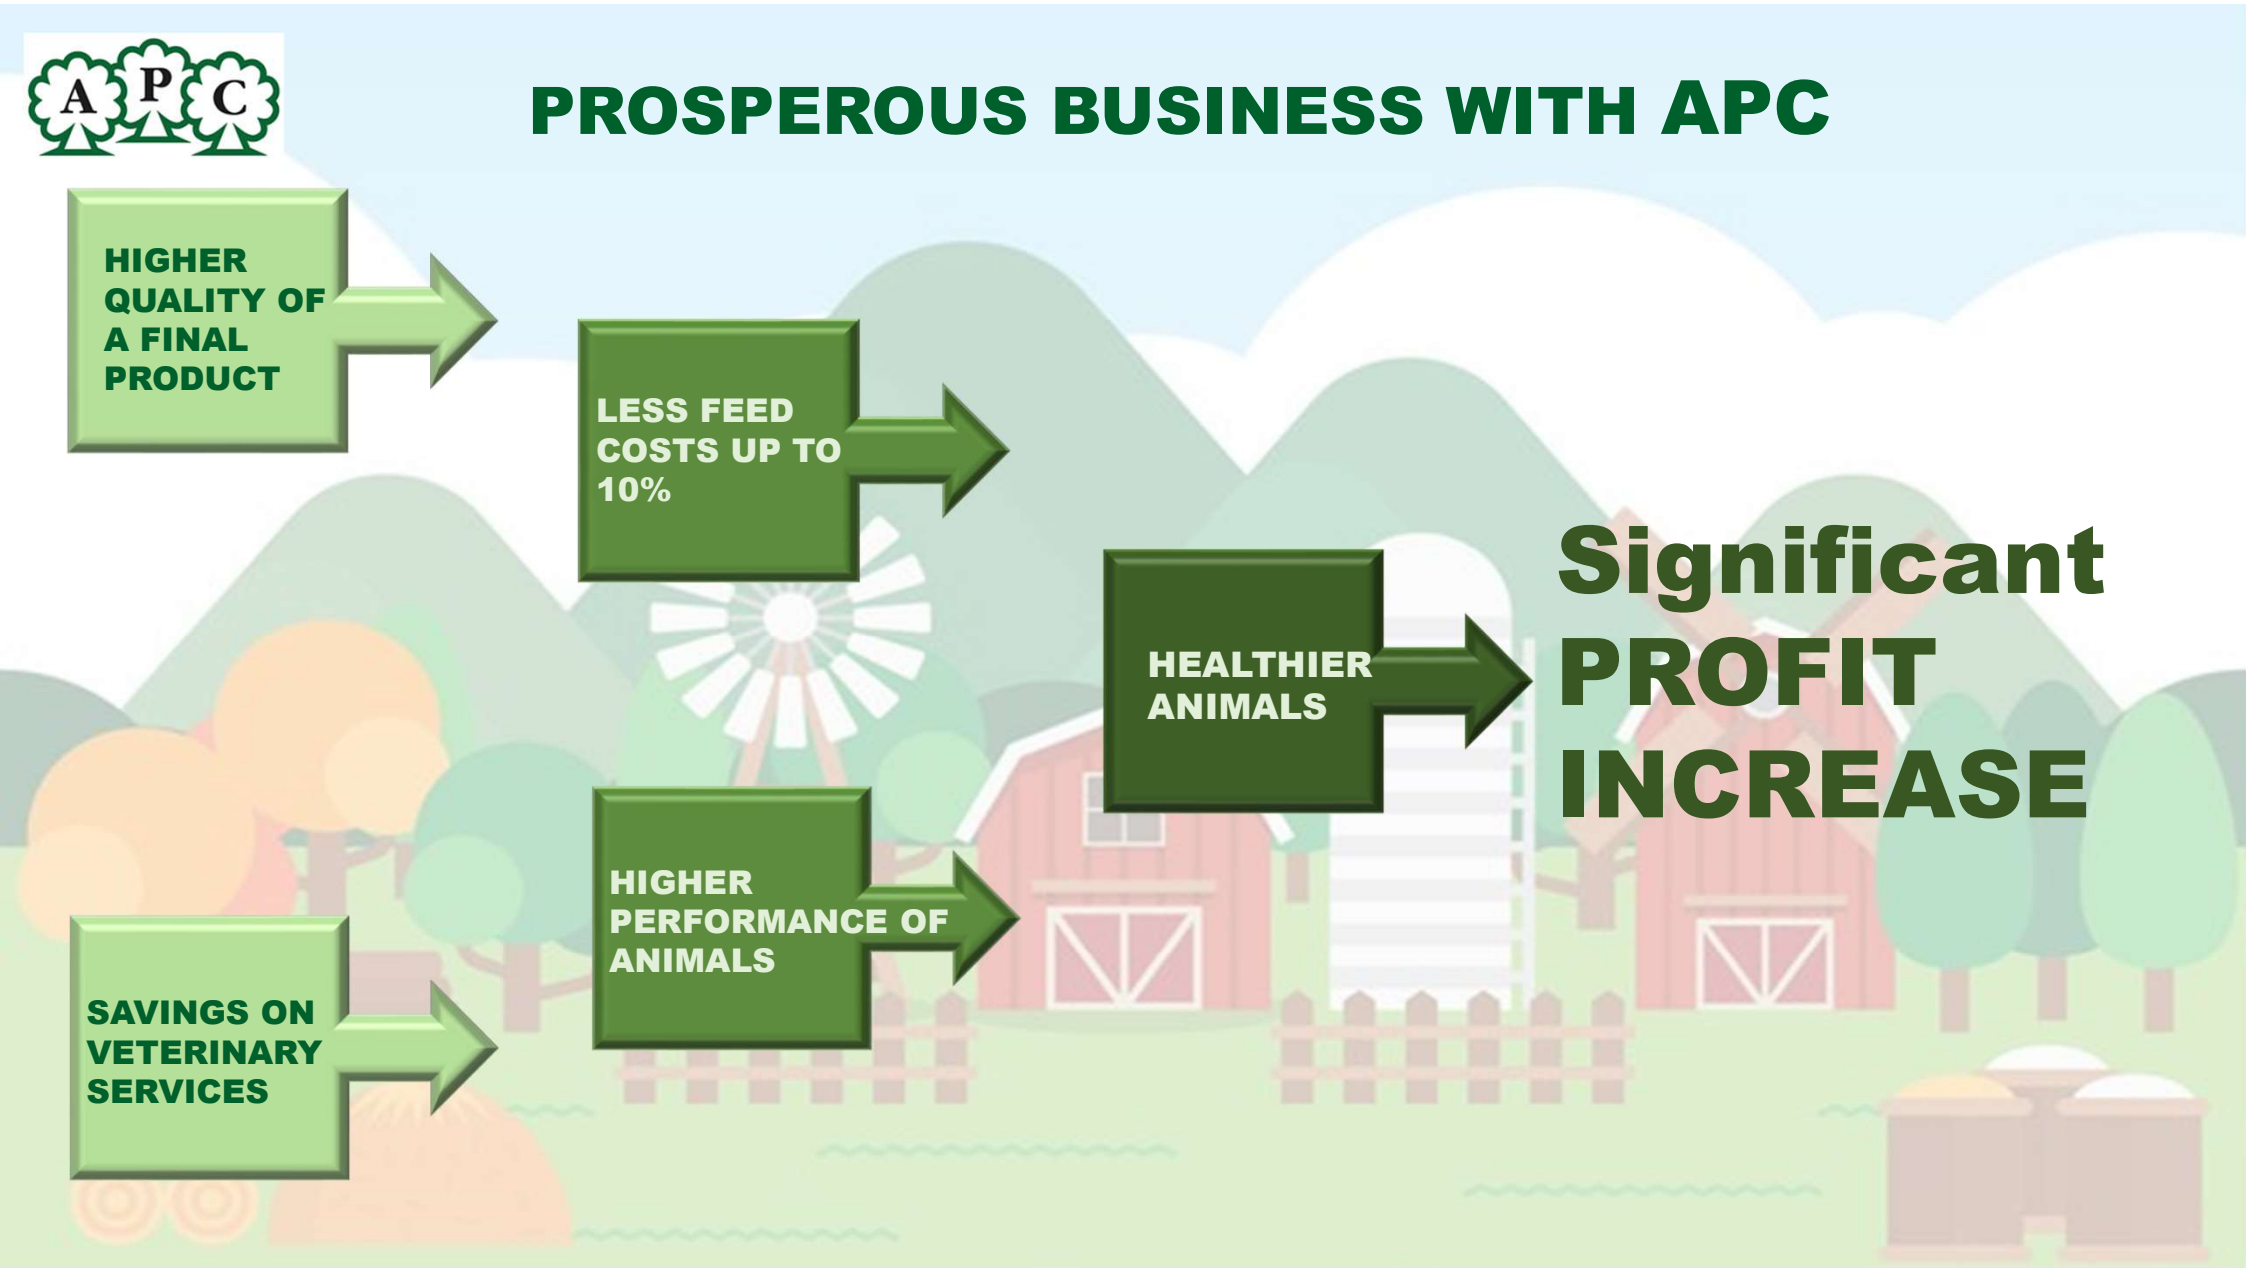 A P C
PROSPEROUS BUSINESS WITH APC
HIGHER
QUALITY OF
A FINAL
PRODUCT
LESS FEED
COSTS UP TO
10%
HEALTHIER
ANIMALS
Significant
PROFIT
INCREASE
HIGHER
PERFORMANCE OF
ANIMALS
SAVINGS ON
VETERINARY
SERVICES